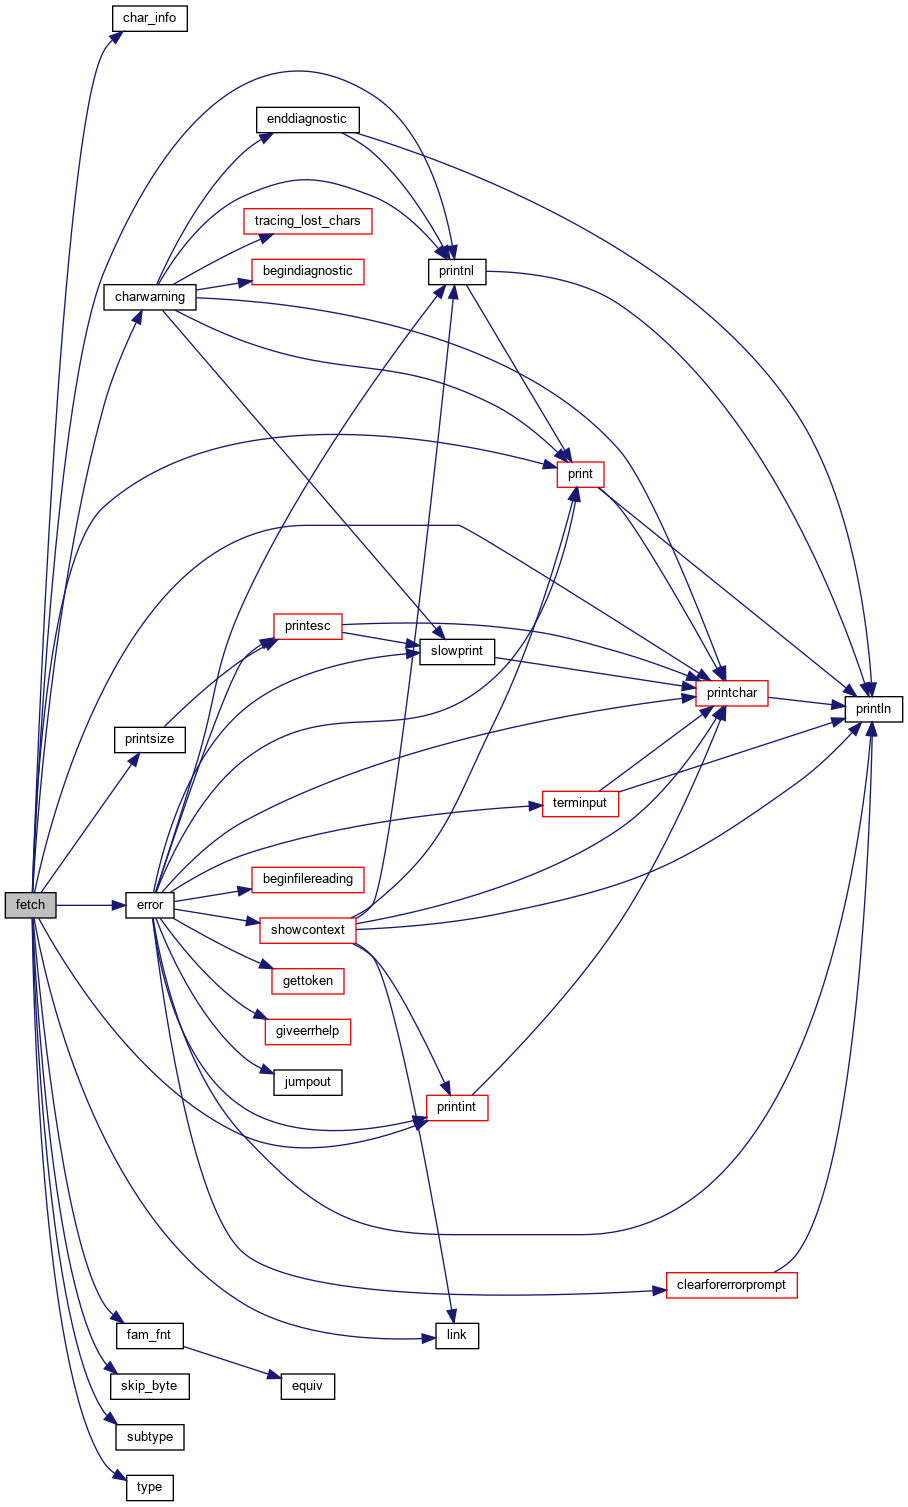 char_info
enddiagnostic
tracing_lost_chars
begindiagnostic
printnl
charwarning
print
printesc
slowprint
printchar
println
printsize
terminput
beginfilereading
fetch
error
showcontext
gettoken
giveerrhelp
jumpout
printint
clearforerrorprompt
fam_fnt
link
skip_byte
equiv
subtype
type